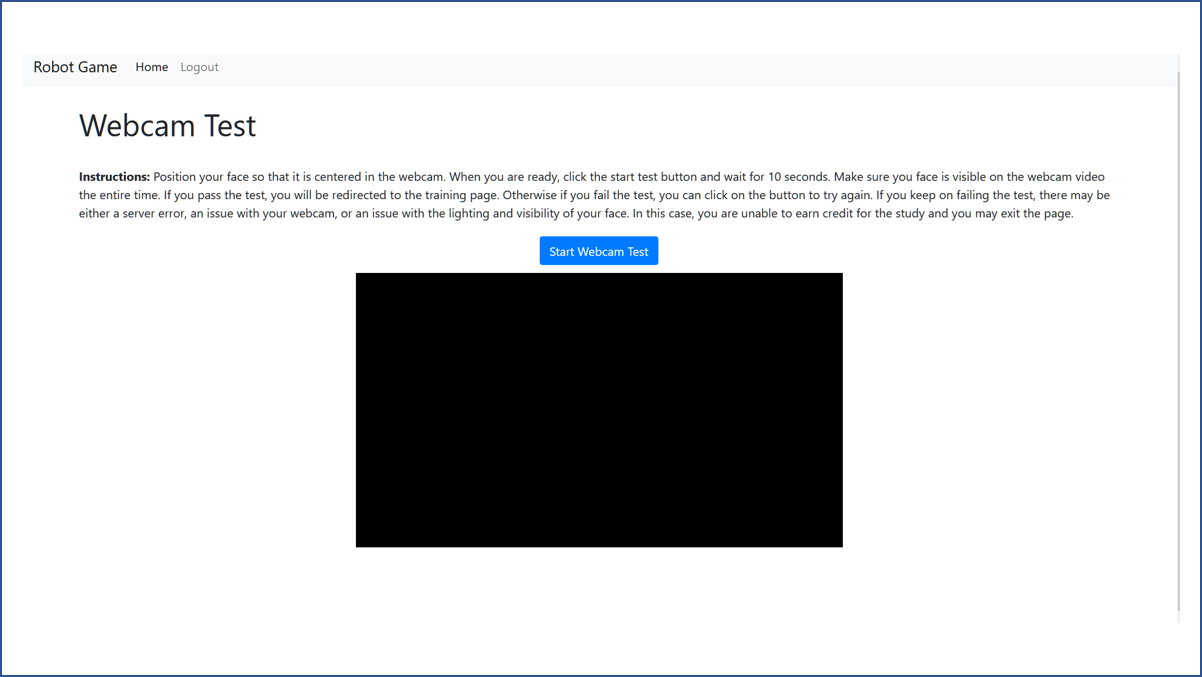 Robot Game Home Logout
Webcam Test
Instructions: Position your face so that it is centered in the webcam. When you are ready, click the start test button and wait for 10 seconds. Make sure you face is visible on the webcam video
the entire time. If you pass the test, you will be redirected to the training page. Otherwise if you fail the test, you can click on the button to try again. If you keep on failing the test, there may be
either a server error, an issue with your webcam, or an issue with the lighting and visibility of your face. In this case, you are unable to earn credit for the study and you may exit the page.
Start Webcam Test